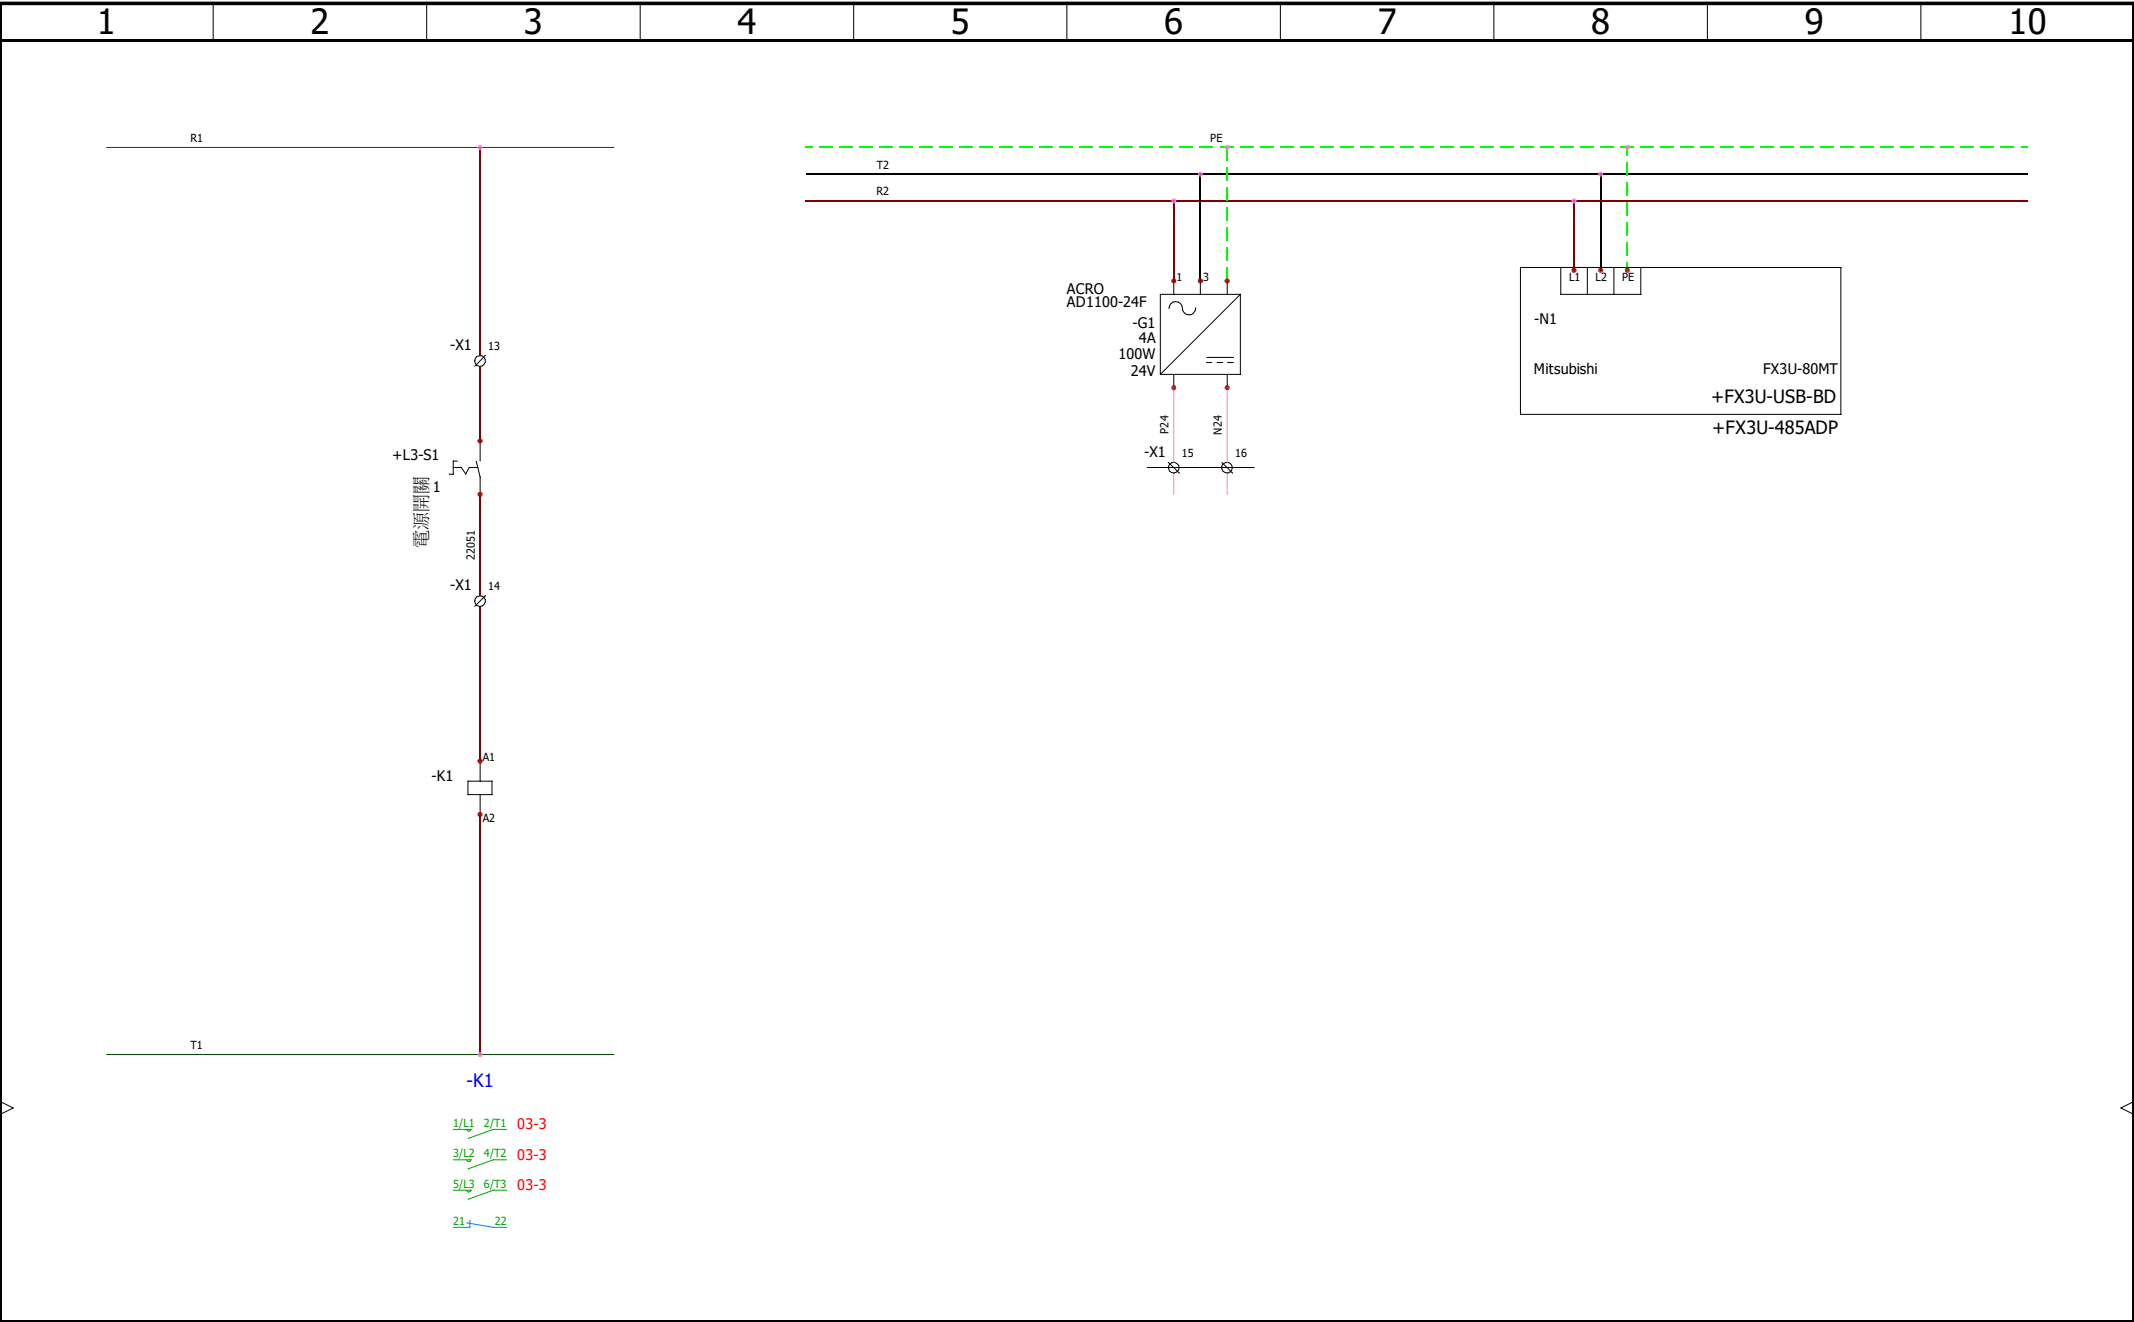 1 2 3 4 5 6 7 8 9 10
R1
PE
T2
R2
1 3
L1 L2 PE
ACRO
AD1100-24F
-G1
4A
100W
24V
-N1
Mitsubishi FX3U-80MT
+FX3U-USB-BD
+FX3U-485ADP
P24 N24
-X1 15 16
-X1 13
+L3-S1
1
電源開關
22051
-X1 14
A1
-K1
A2
T1
-K1
1/L1 2/T1 03-3
3/L2 4/T2 03-3
5/L3 6/T3 03-3
21 22